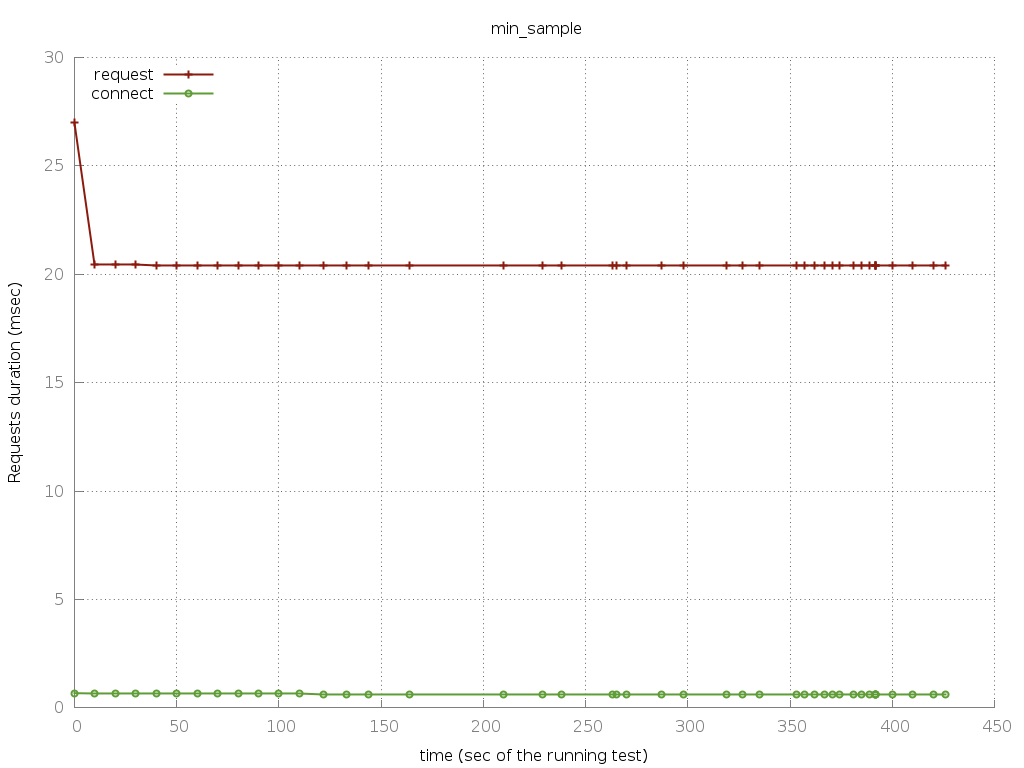 min_sample
request
connect
30
25
20
15
10
5
0
Requests duration (msec)
0 50 100 150 200 250 300 350 400 450
time (sec of the running test)